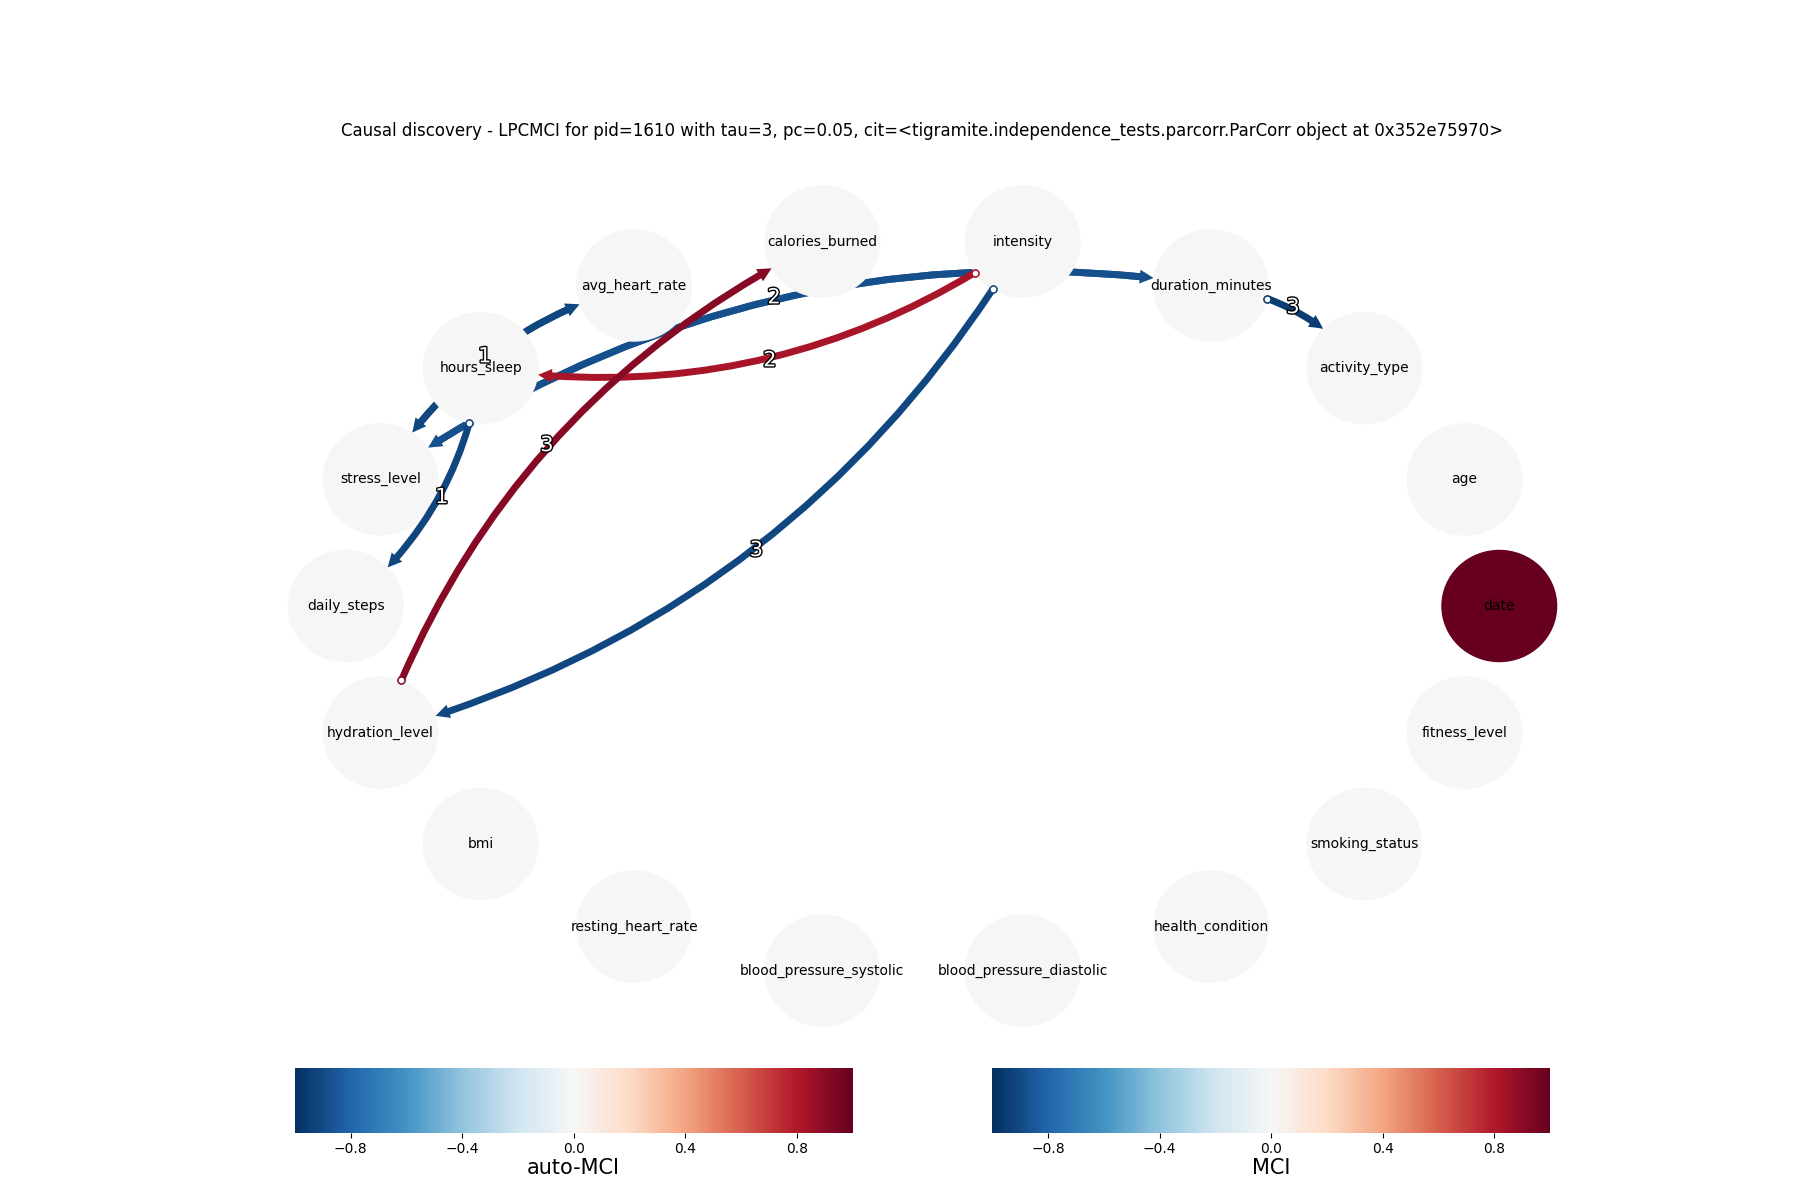 Causal discovery - LPCMCI for pid=1610 with tau=3, pc=0.05, cit=<tigramite.independence_tests.parcorr.ParCorr object at 0x352e75970>
calories_burned
intensity
avg_heart_rate
duration_minutes
2
3
1
hours_sleep
2
activity_type
3
stress_level
age
1
3
daily_steps
date
hydration_level
fitness_level
bmi
smoking_status
resting_heart_rate
health_condition
blood_pressure_systolic
blood_pressure_diastolic
−0.8 −0.4 0.0 0.4 0.8
auto-MCI
−0.8 −0.4 0.0 0.4 0.8
MCI